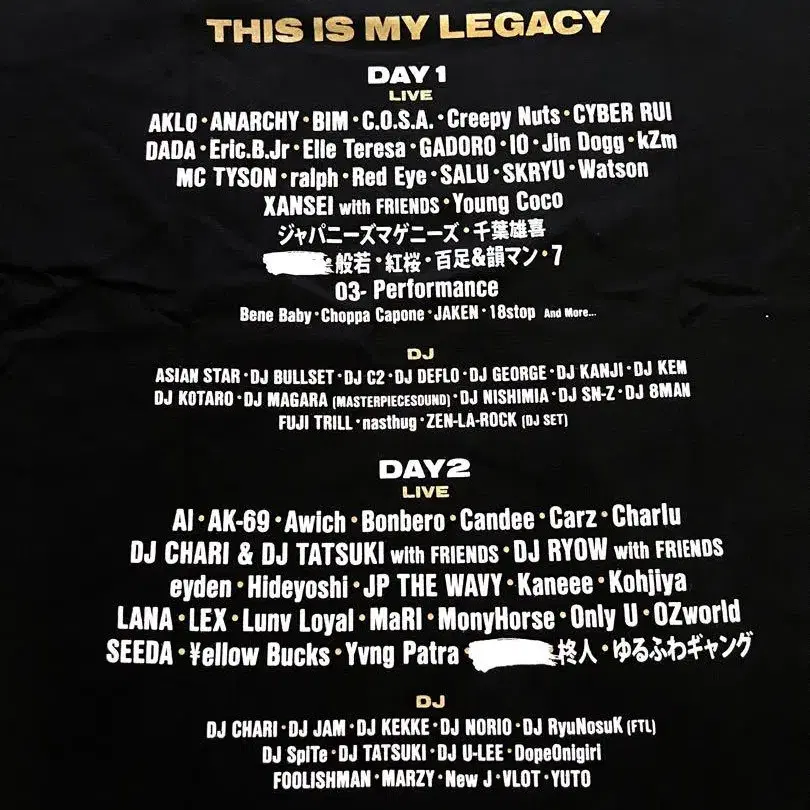 THIS IS MY LEGACY
DAY 1
LIVE
AKLO・ANARCHY・BIM・C.O.S.A.・Creepy Nuts・CYBER RUI
DADA・Eric.B.Jr・Elle Teresa・GADORO・IO・Jin Dogg・kZm
MC TYSON・ralph・Red Eye・SALU・SKRYU・Watson
XANSEI with FRIENDS・Young Coco
ジャパニーズマゲニーズ・千葉雄喜
般若・紅桜・百足&韻マン・7
03- Performance
Bene Baby・Choppa Capone・JAKEN・18stop And More...
DJ
ASIAN STAR・DJ BULLSET・DJ C2・DJ DEFLO・DJ GEORGE・DJ KANJI・DJ KEM
DJ KOTARO・DJ MAGARA (MASTERPIECESOUND)・DJ NISHIMIA・DJ SN-Z・DJ 8MAN
FUJI TRILL・nasthug・ZEN-LA-ROCK (DJ SET)
DAY2
LIVE
AI・AK-69・Awich・Bonbero・Candee・Carz・Charlu
DJ CHARI & DJ TATSUKI with FRIENDS・DJ RYOW with FRIENDS
eyden・Hideyoshi・JP THE WAVY・Kaneee・Kohjiya
LANA・LEX・Lunv Loyal・MaRI・MonyHorse・Only U・OZworld
SEEDA・¥ellow Bucks・Yvng Patra・柊人・ゆるふわギャング
DJ
DJ CHARI・DJ JAM・DJ KEKKE・DJ NORIO・DJ RyuNosuK (FTL)
DJ SpiTe・DJ TATSUKI・DJ U-LEE・DopeOnigiri
FOOLISHMAN・MARZY・New J・VLOT・YUTO